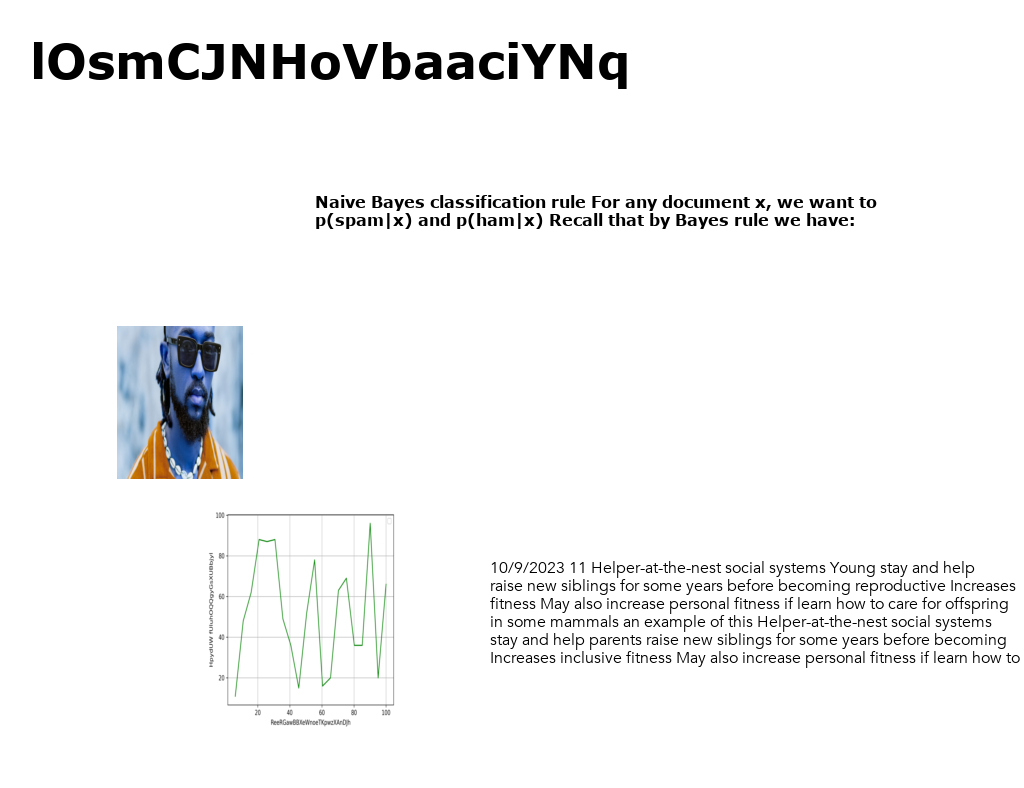 lOsmCJNHoVbaaciYNq
Naive Bayes classification rule For any document x, we want to
p(spam|x) and p(ham|x) Recall that by Bayes rule we have:
100
80
60
40
20
20 40 60 80 100
10/9/2023 11 Helper-at-the-nest social systems Young stay and help
raise new siblings for some years before becoming reproductive Increases
fitness May also increase personal fitness if learn how to care for offspring
in some mammals an example of this Helper-at-the-nest social systems
stay and help parents raise new siblings for some years before becoming
Increases inclusive fitness May also increase personal fitness if learn how to